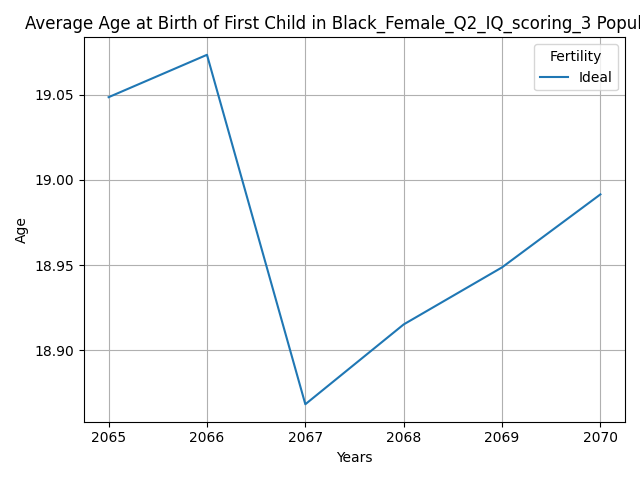 Average Age at Birth of First Child in Black_Female_Q2_IQ_scoring_3 Popul
Fertility
Ideal
19.05
19.00
18.95
18.90
Age
2065 2066 2067 2068 2069 2070
Years